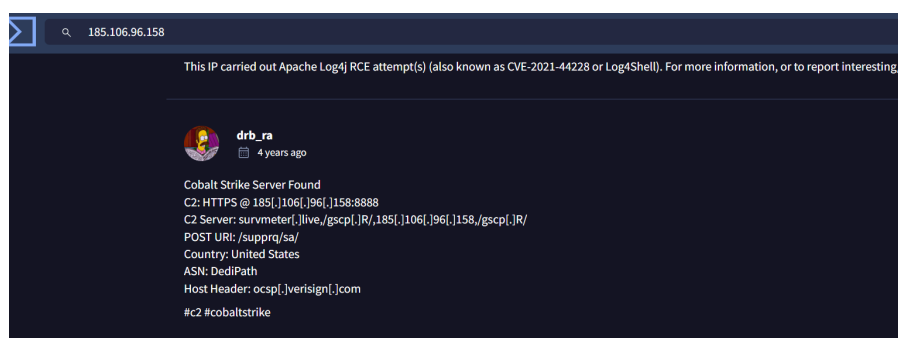 185.106.96.158
This IP carried out Apache Log4j RCE attempt(s) (also known as CVE-2021-44228 or Log4Shell). For more information, or to report interesting,
drb_ra
4 years ago
Cobalt Strike Server Found
C2: HTTPS @ 185[.]106[.]96[.]158:8888
C2 Server: survmeter[.]live,/gscp[.]R/,185[.]106[.]96[.]158,/gscp[.]R/
POST URI: /supprq/sa/
Country: United States
ASN: DediPath
Host Header: ocsp[.]verisign[.]com
#c2 #cobaltstrike